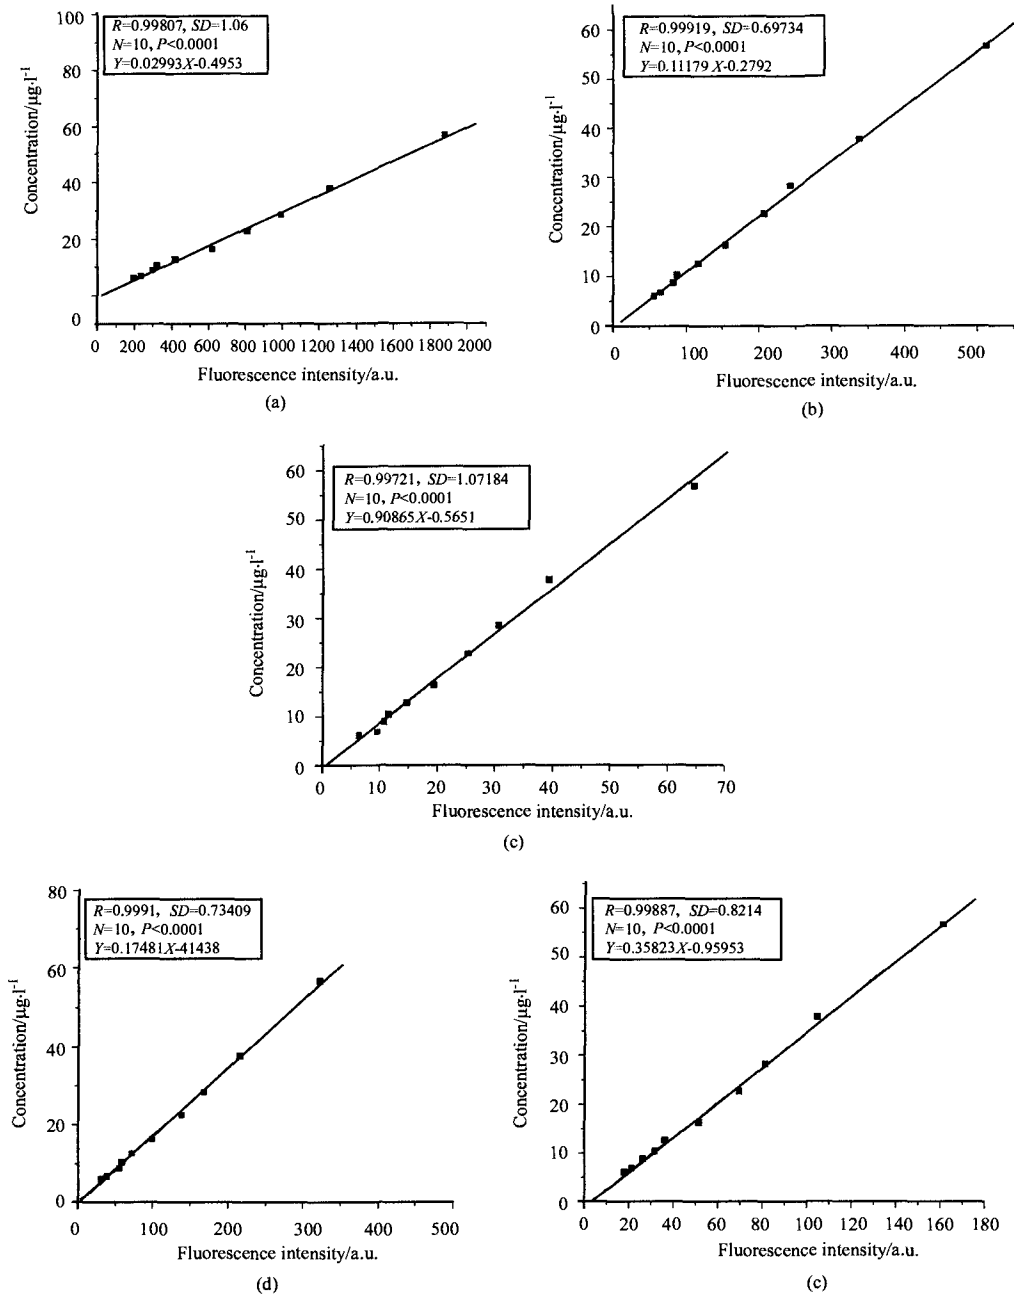 100
80
60
40
20
0
R=0.99807, SD=1.06
N=10, P<0.0001
Y=0.02993X-0.4953
Concentration/μg·l⁻¹
0 200 400 600 800 1000 1200 1400 1600 1800 2000
Fluorescence intensity/a.u.
(a)
60
50
40
30
20
10
0
R=0.99919, SD=0.69734
N=10, P<0.0001
Y=0.11179X-0.2792
Concentration/μg·l⁻¹
0 100 200 300 400 500
Fluorescence intensity/a.u.
(b)
60
50
40
30
20
10
0
R=0.99721, SD=1.07184
N=10, P<0.0001
Y=0.90865X-0.5651
Concentration/μg·l⁻¹
0 10 20 30 40 50 60 70
Fluorescence intensity/a.u.
(c)
80
60
40
20
0
R=0.9991, SD=0.73409
N=10, P<0.0001
Y=0.17481X-41438
Concentration/μg·l⁻¹
0 100 200 300 400 500
Fluorescence intensity/a.u.
(d)
60
50
40
30
20
10
0
R=0.99887, SD=0.8214
N=10, P<0.0001
Y=0.35823X-0.95953
Concentration/μg·l⁻¹
0 20 40 60 80 100 120 140 160 180
Fluorescence intensity/a.u.
(c)